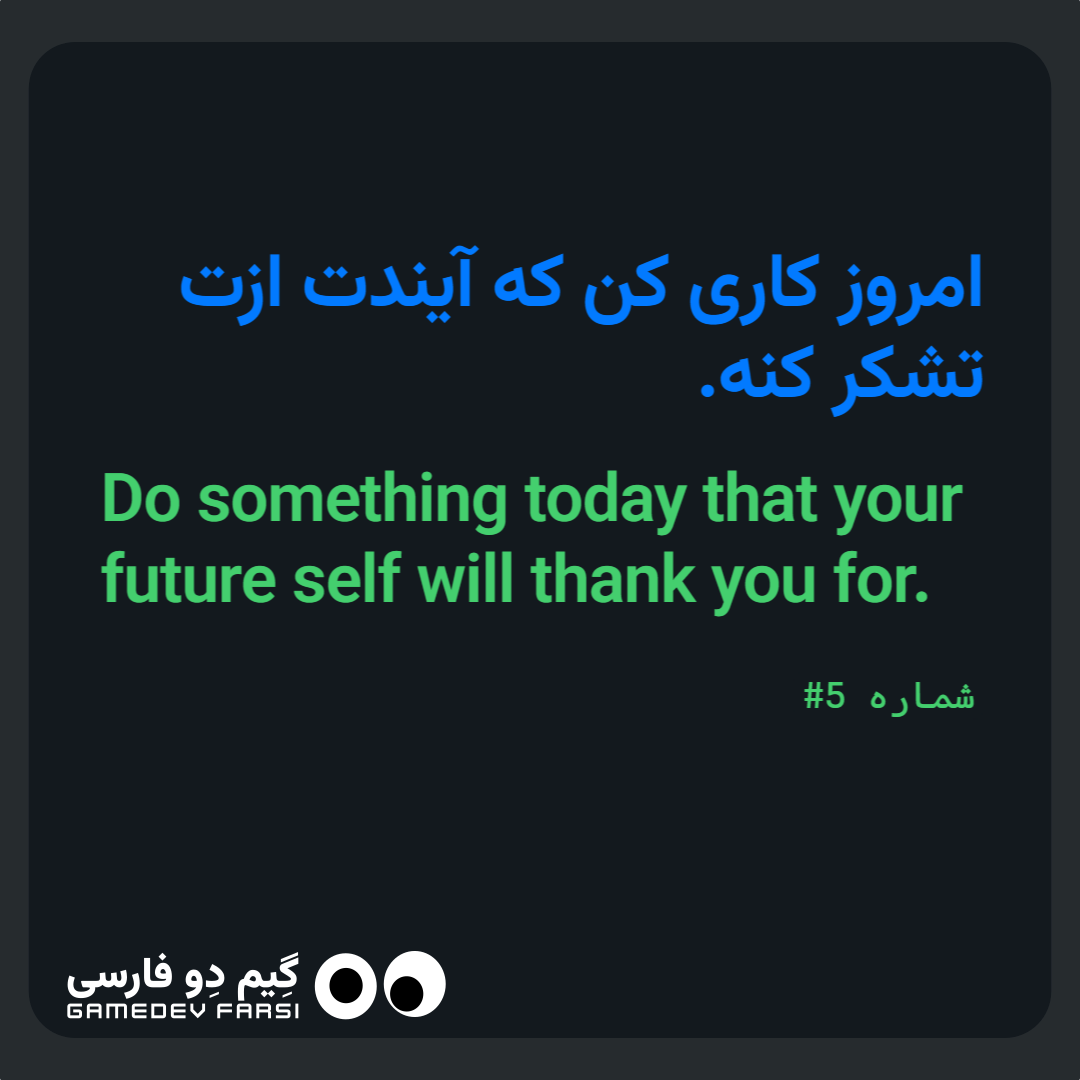 امروز کاری کن که آیندت ازت
تشکر کنه.
Do something today that your
future self will thank you for.
شماره #5
گِیم دِو فارسی
GAMEDEV FARSI